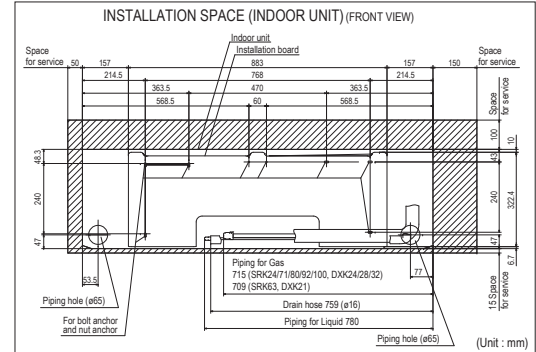 INSTALLATION SPACE (INDOOR UNIT) (FRONT VIEW)
Indoor unit
Installation board
Space
for service
50
157
883
157
150
Space
for service
214.5
768
214.5
363.5
470
363.5
568.5
60
568.5
Space
for service
100
10
48.3
43
240
240
322.4
47
47
6.7
15
Space
for service
53.5
77
Piping for Gas
715 (SRK24/71/80/92/100, DXK24/28/32)
709 (SRK63, DXK21)
Piping hole (ø65)
Drain hose 759 (ø16)
For bolt anchor
and nut anchor
Piping for Liquid 780
Piping hole (ø65)
(Unit : mm)